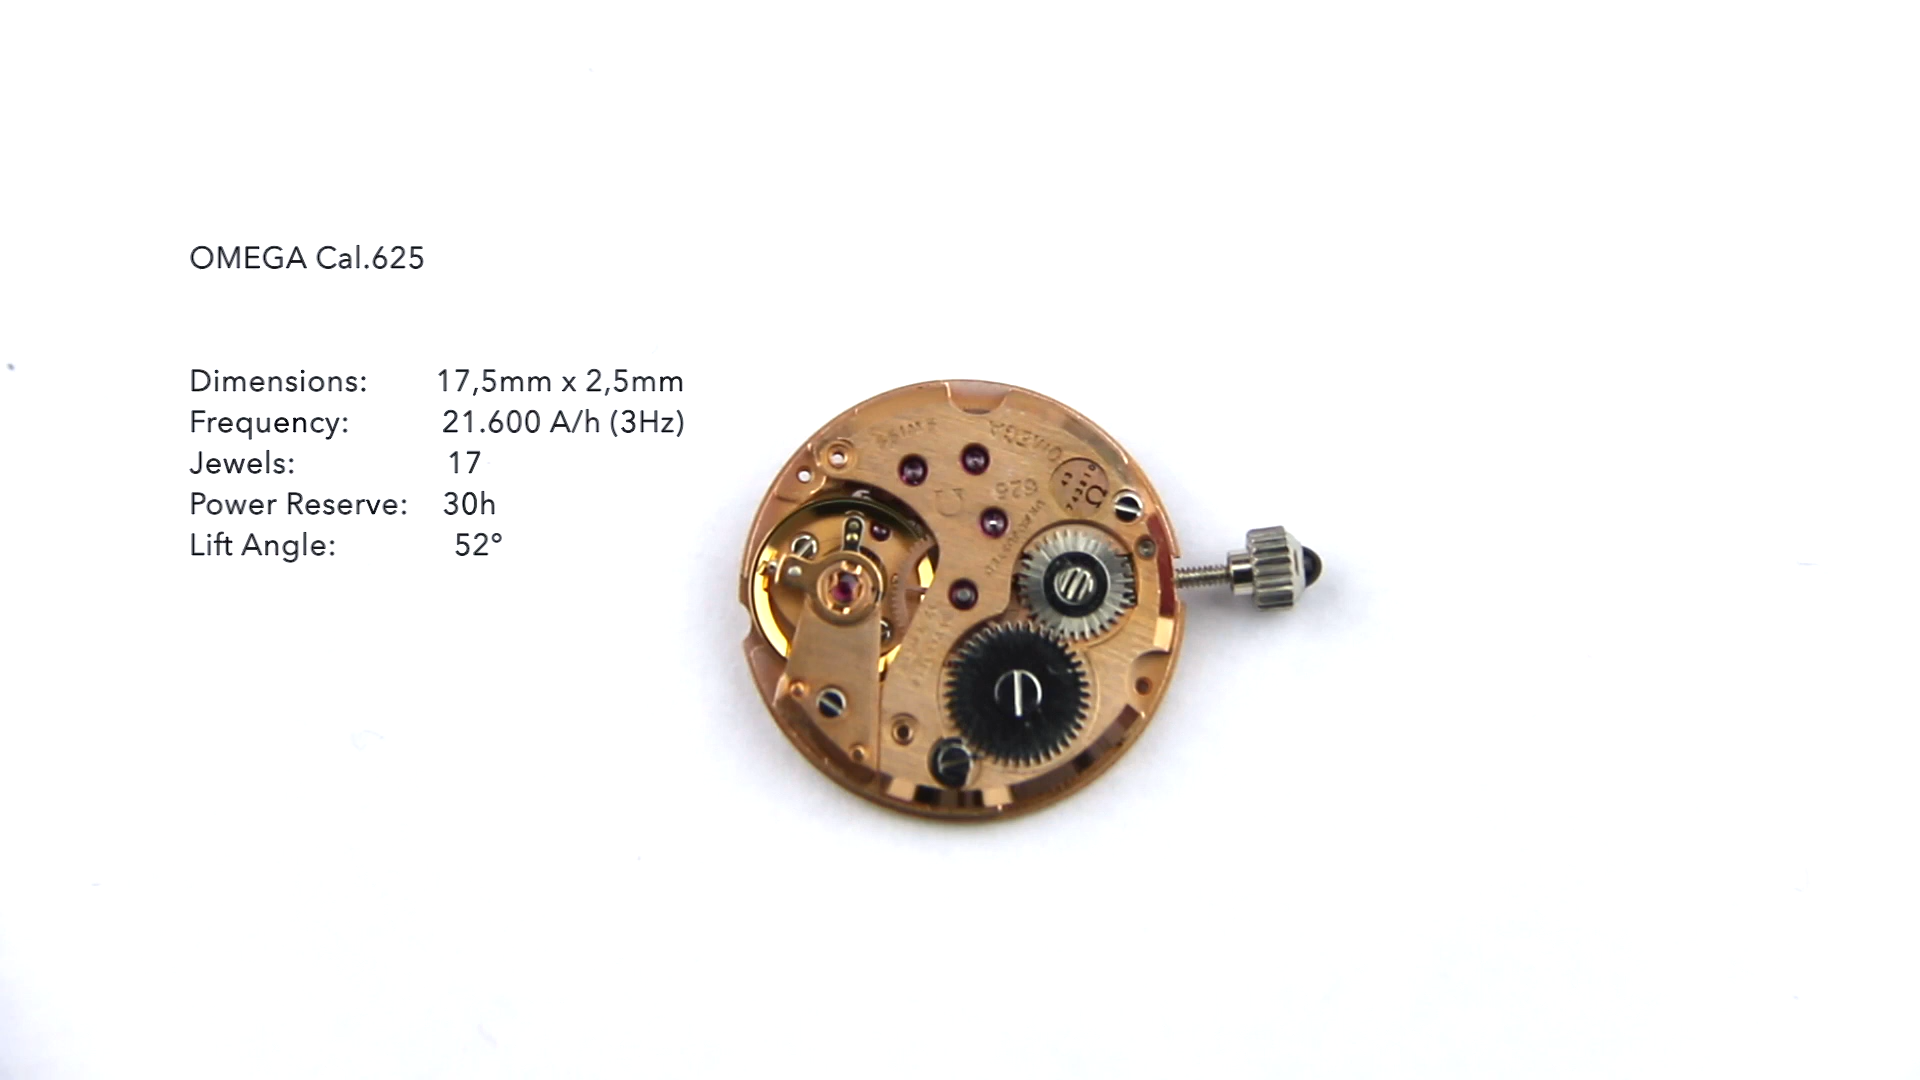 OMEGA Cal.625
Dimensions: 17,5mm x 2,5mm
Frequency: 21.600 A/h (3Hz)
Jewels: 17
Power Reserve: 30h
Lift Angle: 52°
SWISS
OMEGA
625
Ω